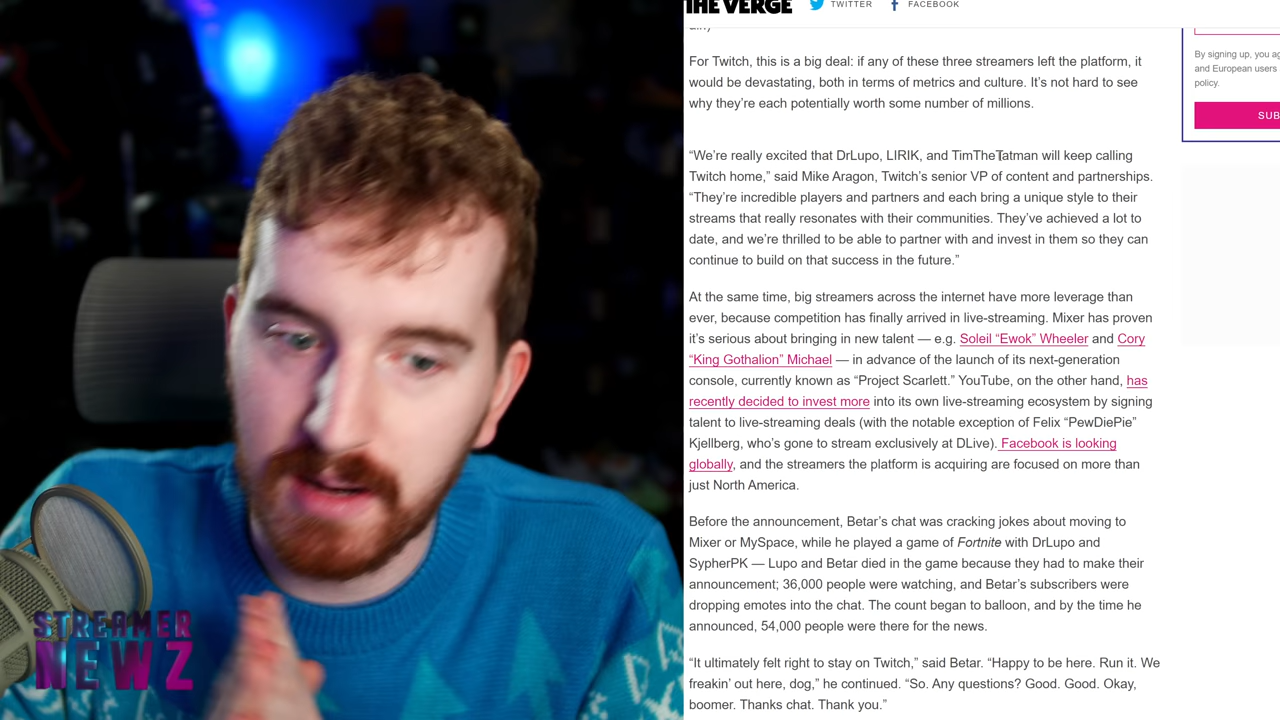 THE VERGE TWITTER FACEBOOK
For Twitch, this is a big deal: if any of these three streamers left the platform, it
would be devastating, both in terms of metrics and culture. It’s not hard to see
why they’re each potentially worth some number of millions.
“We’re really excited that DrLupo, LIRIK, and TimTheTatman will keep calling
Twitch home,” said Mike Aragon, Twitch’s senior VP of content and partnerships.
“They’re incredible players and partners and each bring a unique style to their
streams that really resonates with their communities. They’ve achieved a lot to
date, and we’re thrilled to be able to partner with and invest in them so they can
continue to build on that success in the future.”
At the same time, big streamers across the internet have more leverage than
ever, because competition has finally arrived in live-streaming. Mixer has proven
it’s serious about bringing in new talent — e.g. Soleil “Ewok” Wheeler and Cory
“King Gothalion” Michael — in advance of the launch of its next-generation
console, currently known as “Project Scarlett.” YouTube, on the other hand, has
recently decided to invest more into its own live-streaming ecosystem by signing
talent to live-streaming deals (with the notable exception of Felix “PewDiePie”
Kjellberg, who’s gone to stream exclusively at DLive). Facebook is looking
globally, and the streamers the platform is acquiring are focused on more than
just North America.
Before the announcement, Betar’s chat was cracking jokes about moving to
Mixer or MySpace, while he played a game of Fortnite with DrLupo and
SypherPK — Lupo and Betar died in the game because they had to make their
announcement; 36,000 people were watching, and Betar’s subscribers were
dropping emotes into the chat. The count began to balloon, and by the time he
announced, 54,000 people were there for the news.
“It ultimately felt right to stay on Twitch,” said Betar. “Happy to be here. Run it. We
freakin’ out here, dog,” he continued. “So. Any questions? Good. Good. Okay,
boomer. Thanks chat. Thank you.”
By signing up, you ag
and European users
policy.
SUB
STREAMER
NEWZ